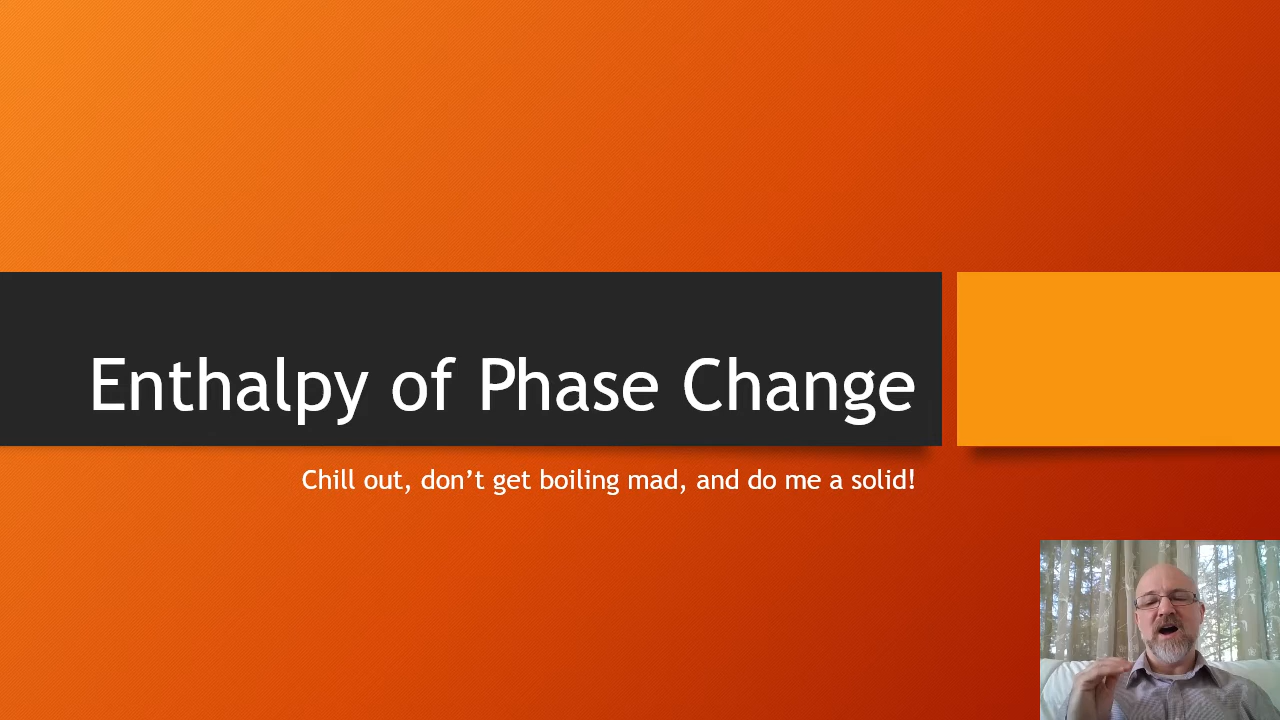 Enthalpy of Phase Change
Chill out, don’t get boiling mad, and do me a solid!